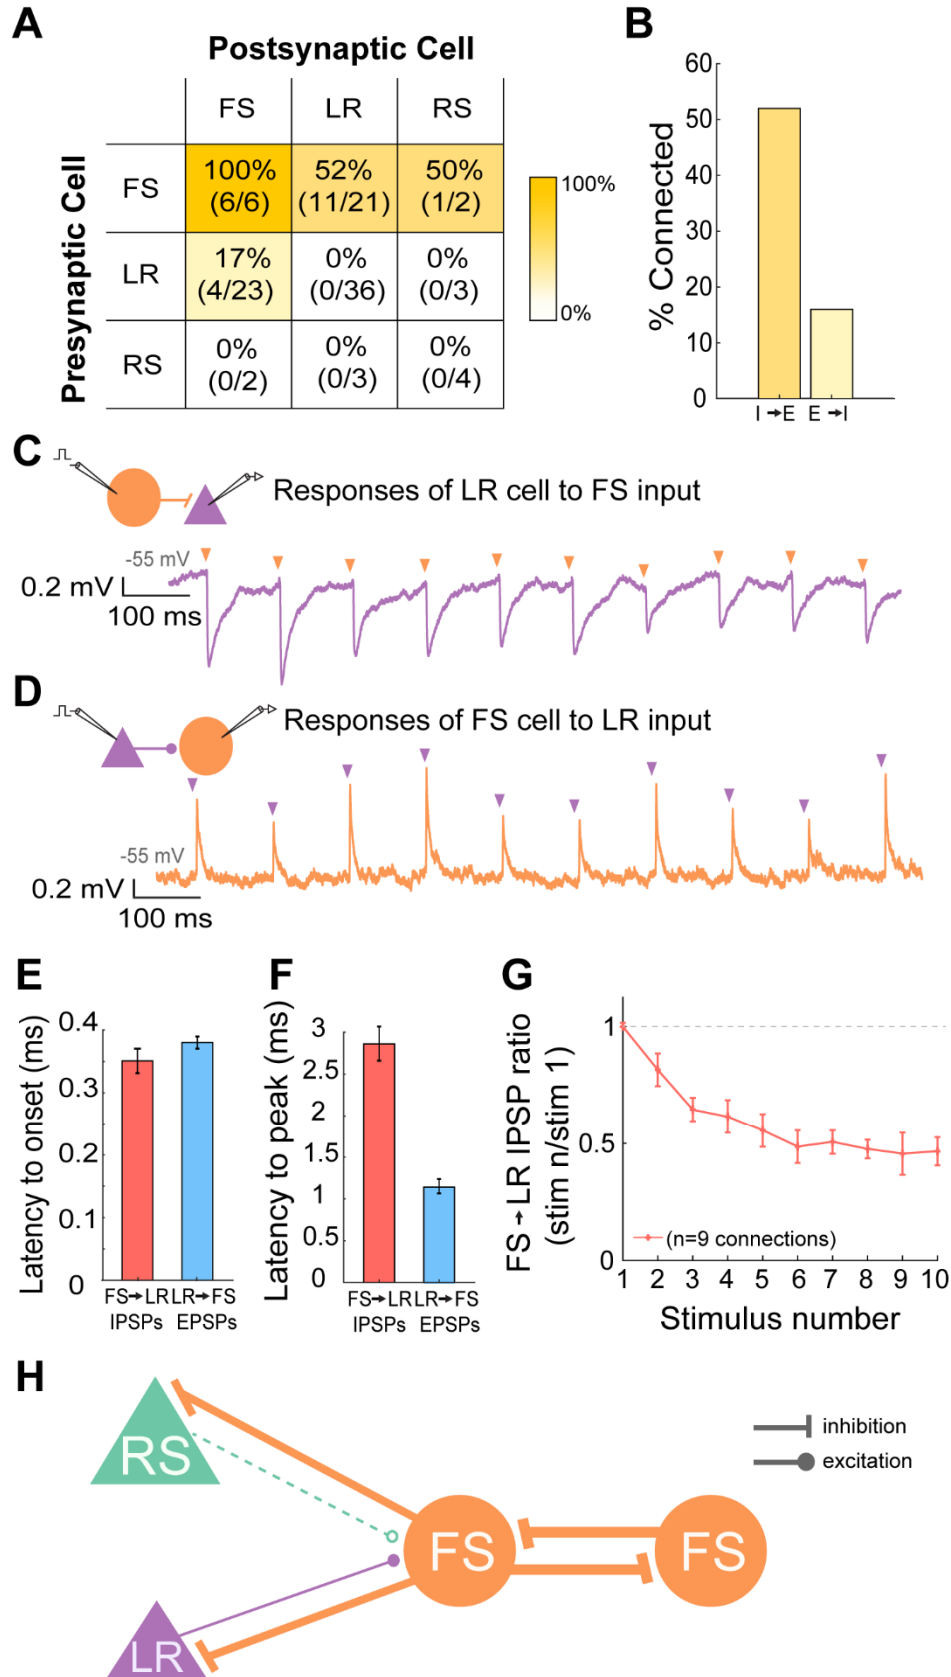 A
Postsynaptic Cell
Presynaptic Cell
FS LR RS
FS 100% (6/6) 52% (11/21) 50% (1/2)
LR 17% (4/23) 0% (0/36) 0% (0/3)
RS 0% (0/2) 0% (0/3) 0% (0/4)
100%
0%
B
% Connected
60
50
40
30
20
10
0
I→E E→I
C
Responses of LR cell to FS input
-55 mV
0.2 mV
100 ms
D
Responses of FS cell to LR input
-55 mV
0.2 mV
100 ms
E
Latency to onset (ms)
0.4
0.3
0.2
0.1
0
FS→LR LR→FS
IPSPs EPSPs
F
Latency to peak (ms)
3
2.5
2
1.5
1
0.5
0
FS→LR LR→FS
IPSPs EPSPs
G
FS→LR IPSP ratio
(stim n/stim 1)
1
0.5
0
(n=9 connections)
1 2 3 4 5 6 7 8 9 10
Stimulus number
H
RS
inhibition
excitation
FS
FS
LR